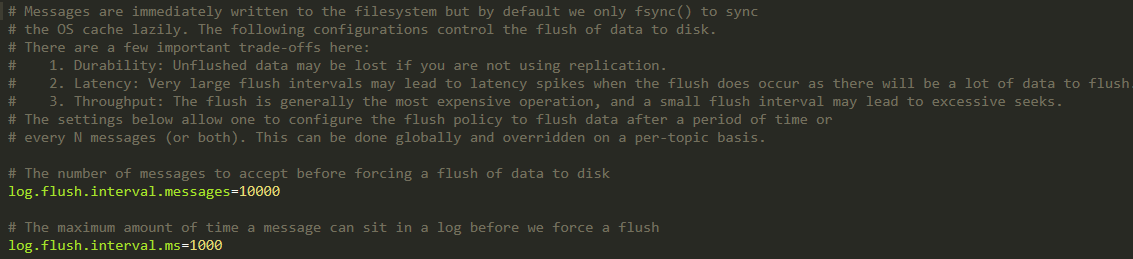 # Messages are immediately written to the filesystem but by default we only fsync() to sync
# the OS cache lazily. The following configurations control the flush of data to disk.
# There are a few important trade-offs here:
#    1. Durability: Unflushed data may be lost if you are not using replication.
#    2. Latency: Very large flush intervals may lead to latency spikes when the flush does occur as there will be a lot of data to flush.
#    3. Throughput: The flush is generally the most expensive operation, and a small flush interval may lead to excessive seeks.
# The settings below allow one to configure the flush policy to flush data after a period of time or
# every N messages (or both). This can be done globally and overridden on a per-topic basis.
# The number of messages to accept before forcing a flush of data to disk
log.flush.interval.messages=10000
# The maximum amount of time a message can sit in a log before we force a flush
log.flush.interval.ms=1000